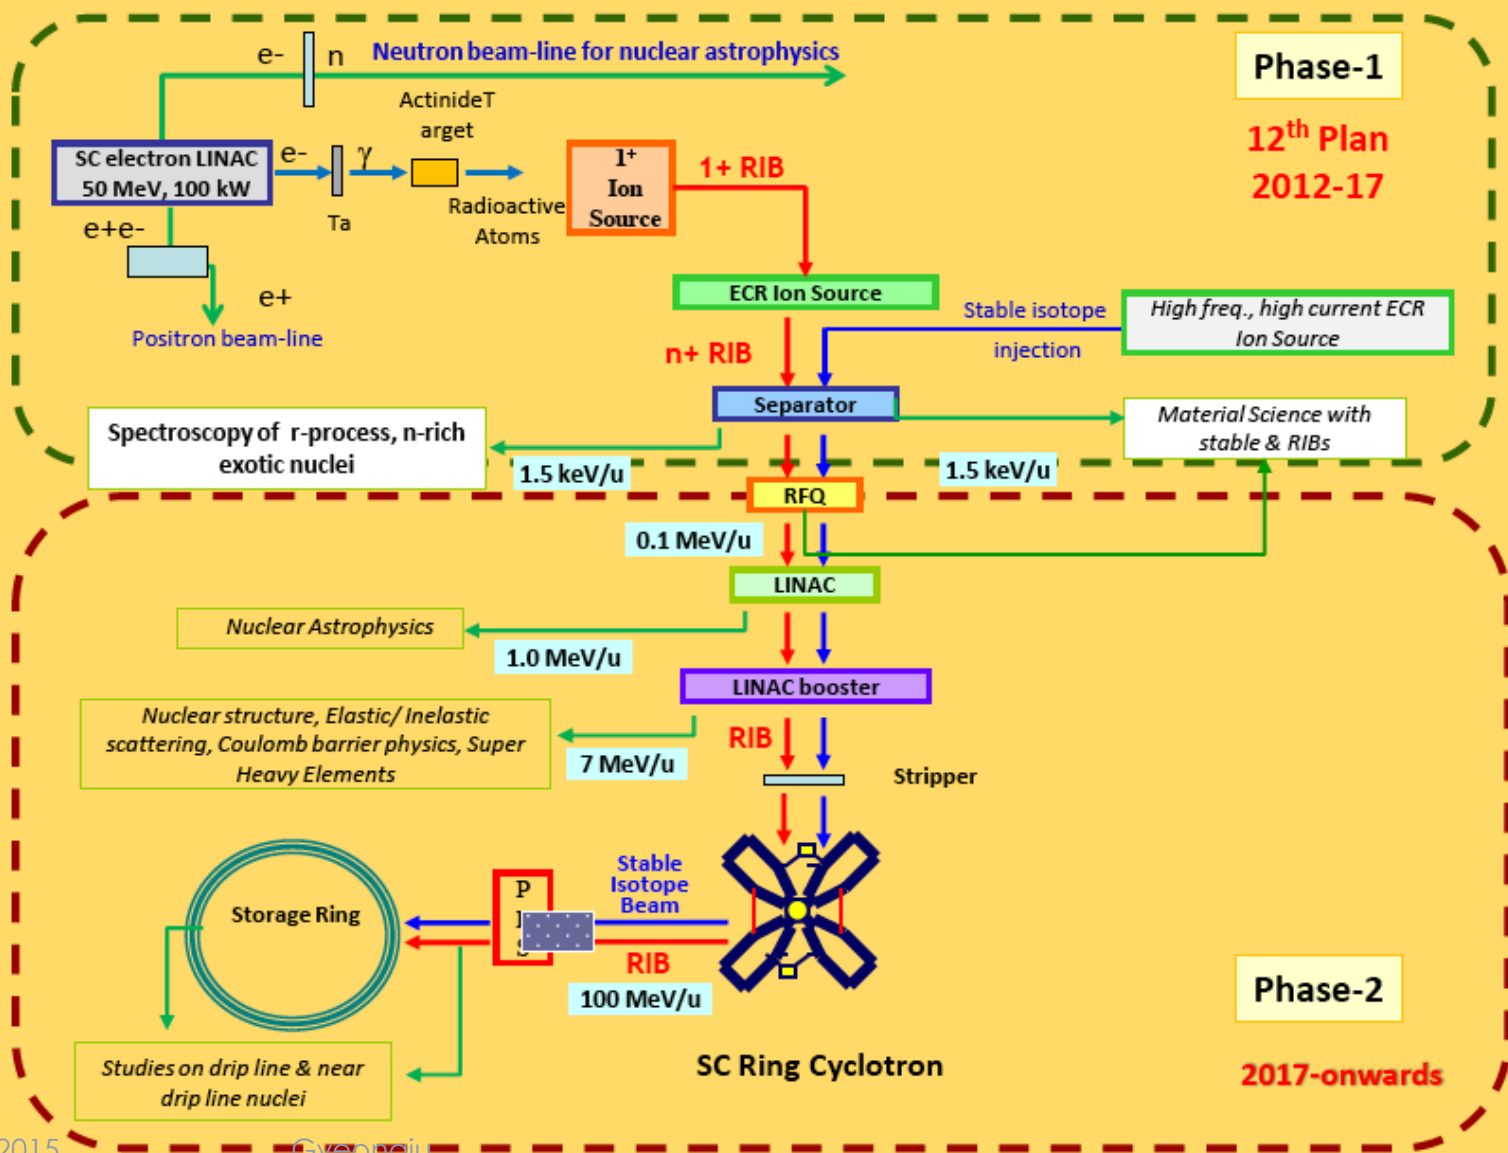 e-
n
Neutron beam-line for nuclear astrophysics
Phase-1
12th Plan
2012-17
ActinideT
arget
SC electron LINAC
50 MeV, 100 kW
e-
γ
Ta
Radioactive
Atoms
1+
Ion
Source
1+ RIB
e+e-
e+
Positron beam-line
ECR Ion Source
Stable isotope
injection
High freq., high current ECR
Ion Source
n+ RIB
Separator
Spectroscopy of r-process, n-rich
exotic nuclei
1.5 keV/u
1.5 keV/u
Material Science with
stable & RIBs
RFQ
0.1 MeV/u
LINAC
Nuclear Astrophysics
1.0 MeV/u
LINAC booster
Nuclear structure, Elastic/ Inelastic
scattering, Coulomb barrier physics, Super
Heavy Elements
7 MeV/u
RIB
Stripper
Storage Ring
P
Stable
Isotope
Beam
RIB
100 MeV/u
SC Ring Cyclotron
Phase-2
2017-onwards
Studies on drip line & near
drip line nuclei
2015
Gyeongju